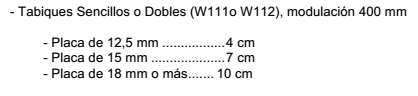 - Tabiques Sencillos o Dobles (W111o W112), modulación 400 mm
- Placa de 12,5 mm .................4 cm
- Placa de 15 mm ...................7 cm
- Placa de 18 mm o más....... 10 cm